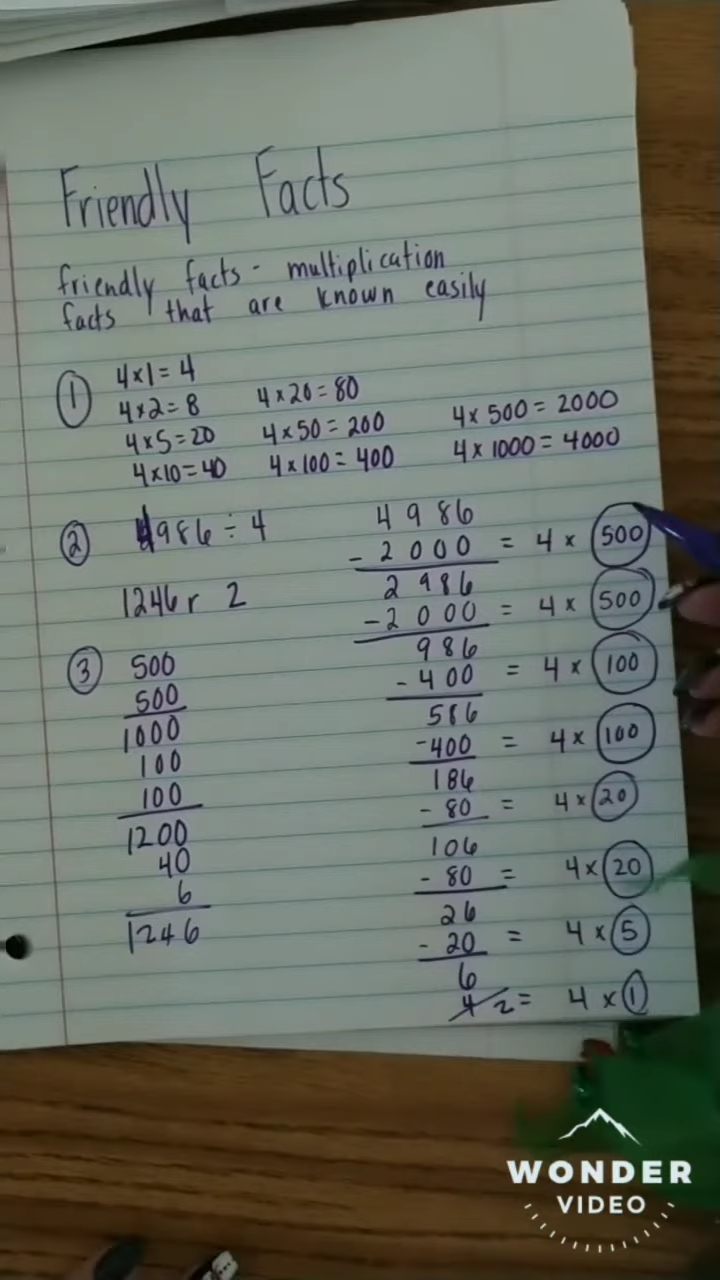 Friendly Facts
friendly facts - multiplication
facts that are known easily
① 4×1=4
4×2=8 4×20=80
4×5=20 4×50=200 4×500=2000
4×10=40 4×100=400 4×1000=4000
② 4986÷4
1246 r 2
③ 500
500
1000
100
100
1200
40
6
1246
4986
-2000 = 4×500
2986
-2000 = 4×500
986
-400 = 4×100
586
-400 = 4×100
186
-80 = 4×20
106
-80 = 4×20
26
-20 = 4×5
6
4 2 = 4×1
WONDER
VIDEO